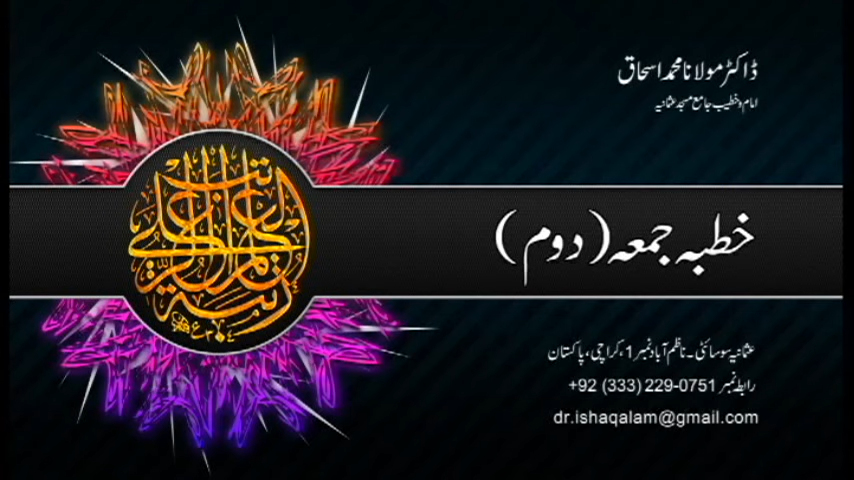 ڈاکٹر مولانا محمد اسحاق
امام و خطیب جامع مسجد عثمانیہ
خطبہ جمعہ (دوم)
عثمانیہ سوسائٹی ۔ ناظم آباد نمبر 1، کراچی، پاکستان
رابطہ نمبر +92 (333) 229-0751
dr.ishaqalam@gmail.com